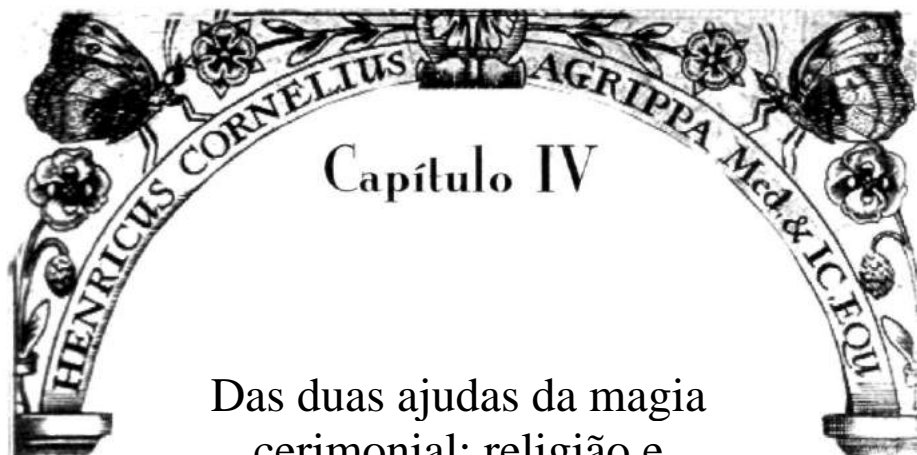 HENRICUS CORNELIUS AGRIPPA Med, & IC, EQU
Capítulo IV
Das duas ajudas da magia
cerimonial: religião e